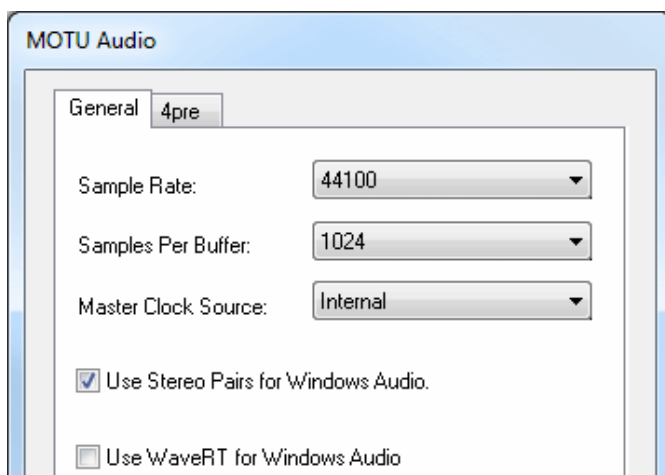 MOTU Audio
General 4pre
Sample Rate: 44100
Samples Per Buffer: 1024
Master Clock Source: Internal
Use Stereo Pairs for Windows Audio.
Use WaveRT for Windows Audio